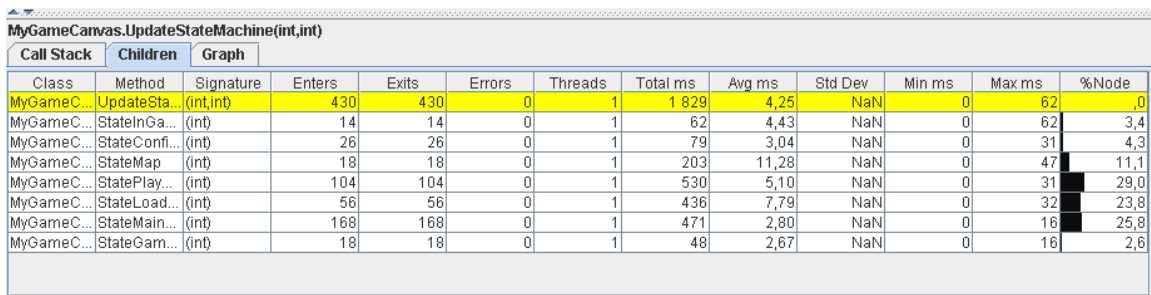 MyGameCanvas.UpdateStateMachine(int,int)
Call Stack Children Graph
Class Method Signature Enters Exits Errors Threads Total ms Avg ms Std Dev Min ms Max ms %Node
MyGameC... UpdateSta... (int,int) 430 430 0 1 1 829 4,25 NaN 0 62 ,0
MyGameC... StateInGa... (int) 14 14 0 1 62 4,43 NaN 0 62 3,4
MyGameC... StateConfi... (int) 26 26 0 1 79 3,04 NaN 0 31 4,3
MyGameC... StateMap (int) 18 18 0 1 203 11,28 NaN 0 47 11,1
MyGameC... StatePlay... (int) 104 104 0 1 530 5,10 NaN 0 31 29,0
MyGameC... StateLoad... (int) 56 56 0 1 436 7,79 NaN 0 32 23,8
MyGameC... StateMain... (int) 168 168 0 1 471 2,80 NaN 0 16 25,8
MyGameC... StateGam... (int) 18 18 0 1 48 2,67 NaN 0 16 2,6